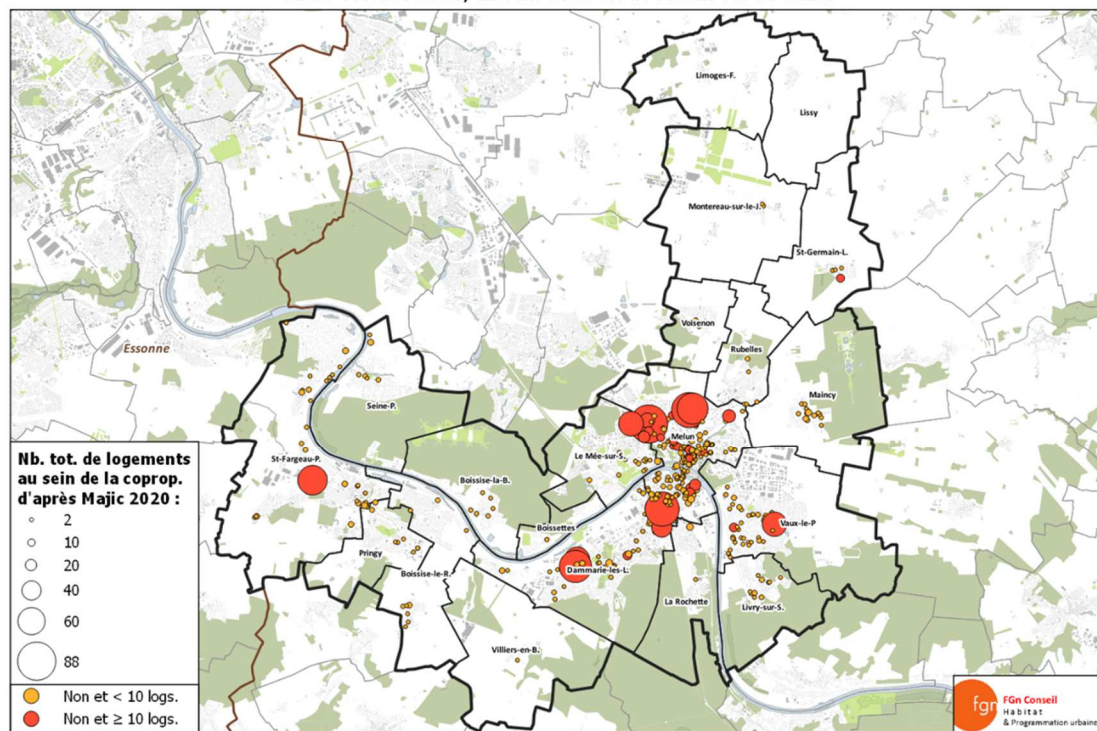 Limoges-F.
Lissy
Montereau-sur-le-J.
St-Germain-L.
Voisenon
Rubelles
Essonne
Maincy
Seine-P.
Melun
Le Mée-sur-S.
St-Fargeau-P.
Boissise-la-B.
Boissettes
Vaux-le-P
Pringy
Dammarie-les-L.
Boissise-le-R.
La Rochette
Livry-sur-S.
Villiers-en-B.
Nb. tot. de logements
au sein de la coprop.
d'après Majic 2020 :
2
10
20
40
60
88
Non et < 10 logs.
Non et ≥ 10 logs.
fgn
FGn Conseil
Habitat
& Programmation urbaine